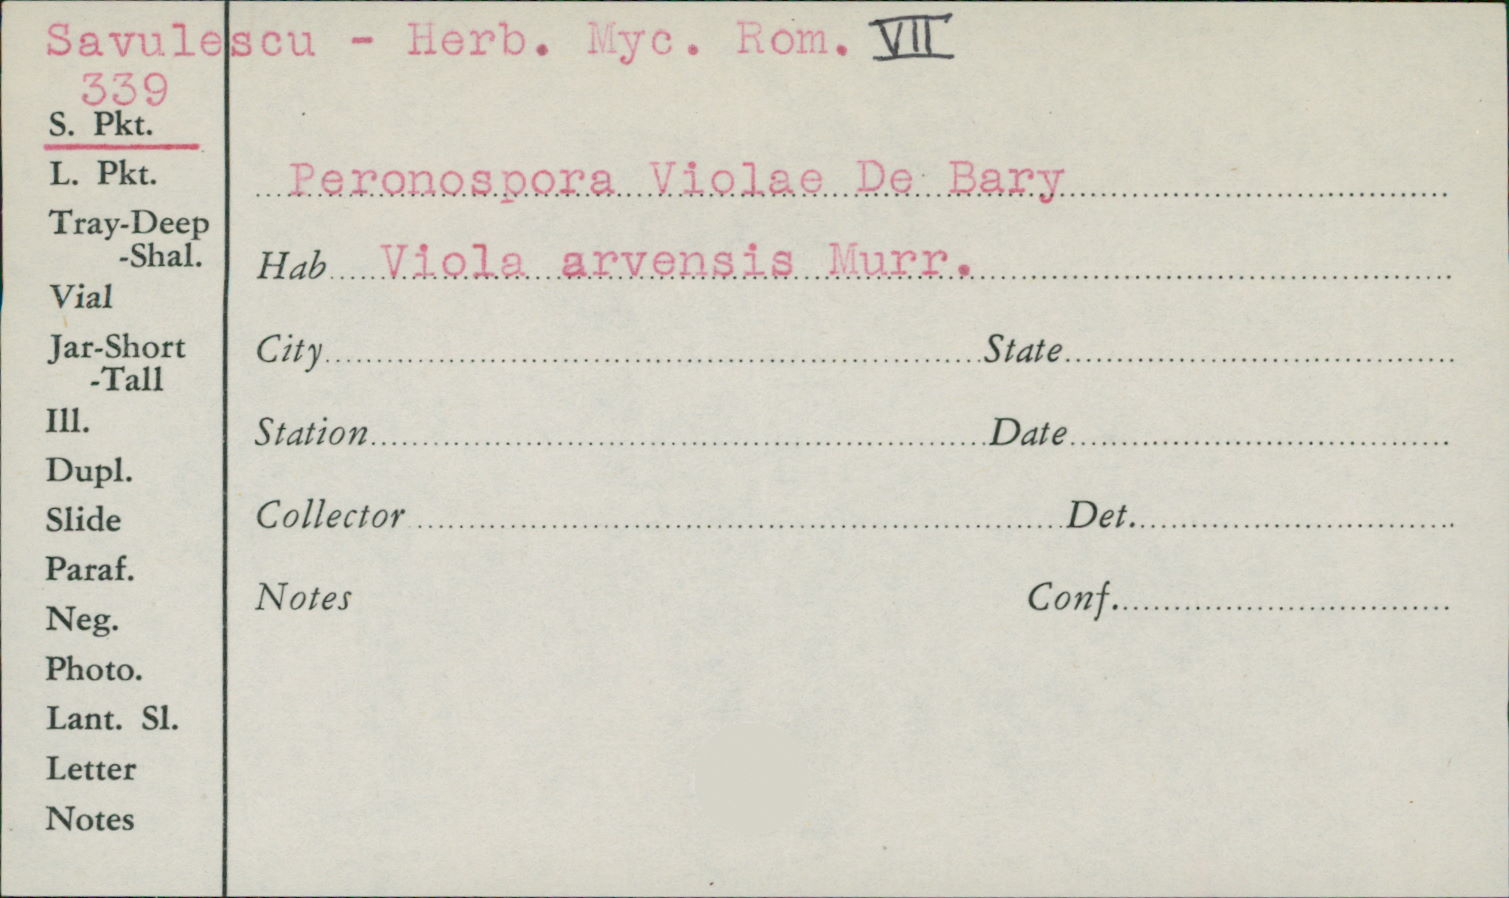 Savulescu - Herb. Myc. Rom. VII
339
S. Pkt.
L. Pkt.
Tray-Deep
-Shal.
Vial
Jar-Short
-Tall
Ill.
Dupl.
Slide
Paraf.
Neg.
Photo.
Lant. Sl.
Letter
Notes
Peronospora Violae De Bary
Hab Viola arvensis Murr.
City State
Station Date
Collector Det.
Notes Conf.